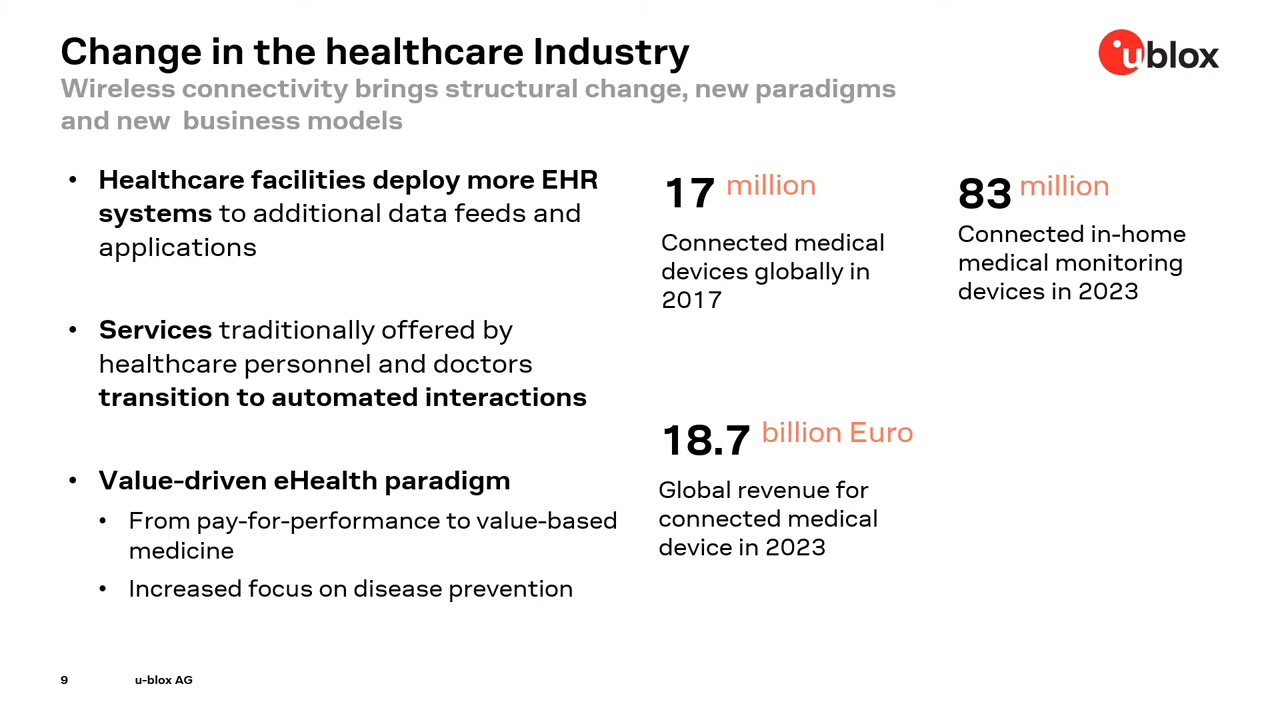 Change in the healthcare Industry
Wireless connectivity brings structural change, new paradigms
and new business models
ublox
• Healthcare facilities deploy more EHR
systems to additional data feeds and
applications
• Services traditionally offered by
healthcare personnel and doctors
transition to automated interactions
• Value-driven eHealth paradigm
• From pay-for-performance to value-based
medicine
• Increased focus on disease prevention
17 million
Connected medical
devices globally in
2017
83 million
Connected in-home
medical monitoring
devices in 2023
18.7 billion Euro
Global revenue for
connected medical
device in 2023
9 u-blox AG